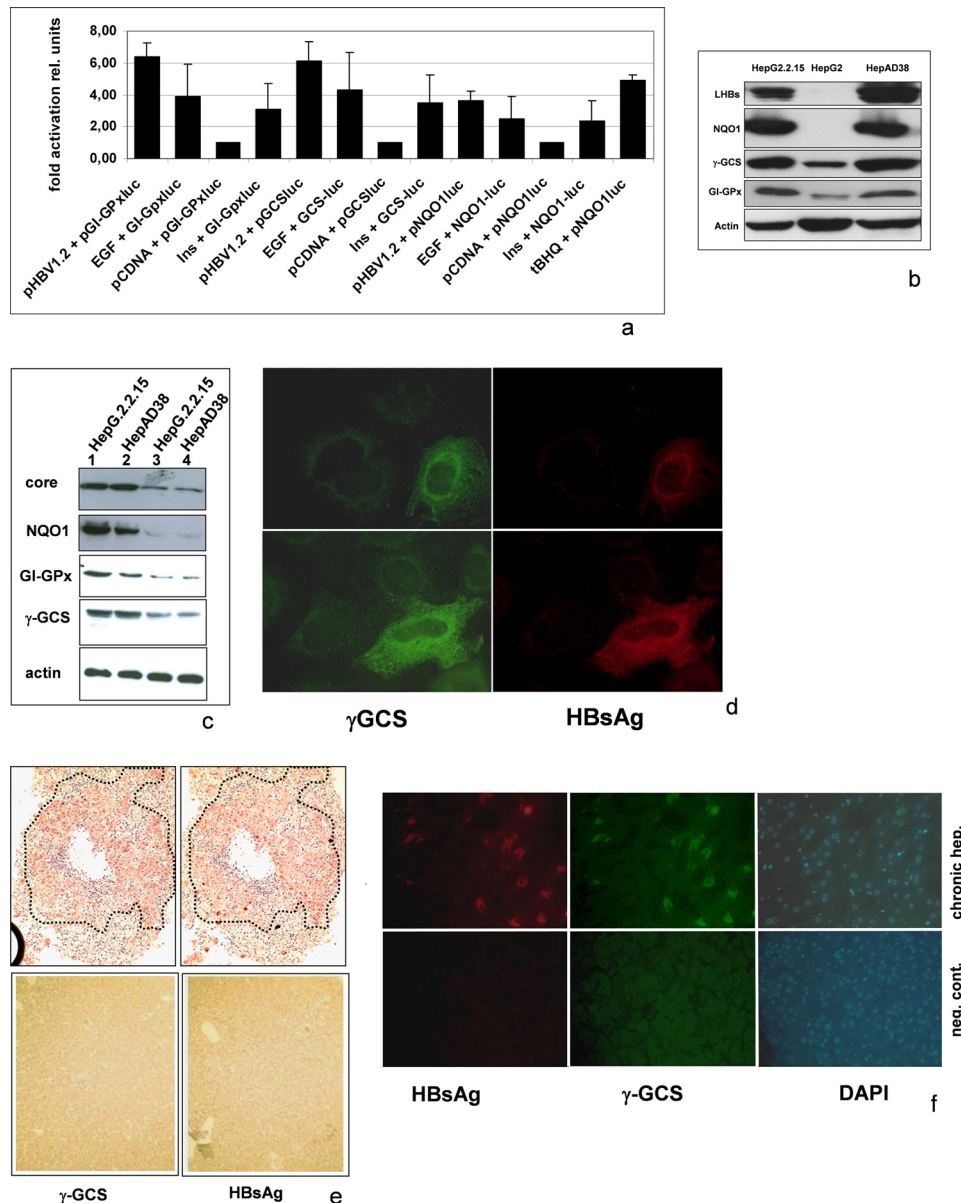 fold activation rel. units
8,00
6,00
4,00
2,00
0,00
pHBV1.2 + pGI-GPxluc
EGF + GI-Gpxluc
pCDNA + pGI-GPxluc
Ins + GI-Gpxluc
pHBV1.2 + pGCSluc
EGF + GCS-luc
pCDNA + pGCSluc
Ins + GCS-luc
pHBV1.2 + pNQO1luc
EGF + NQO1-luc
pCDNA + pNQO1luc
Ins + NQO1-luc
tBHQ + pNQO1luc
a
HepG2.2.15 HepG2 HepAD38
LHBs
NQO1
γ-GCS
GI-GPx
Actin
b
HepG.2.2.15
HepAD38
HepG.2.2.15
HepAD38
1 2 3 4
core
NQO1
GI-GPx
γ-GCS
actin
c
γGCS HBsAg
d
γ-GCS HBsAg
e
chronic hep.
neg. cont.
HBsAg γ-GCS DAPI
f